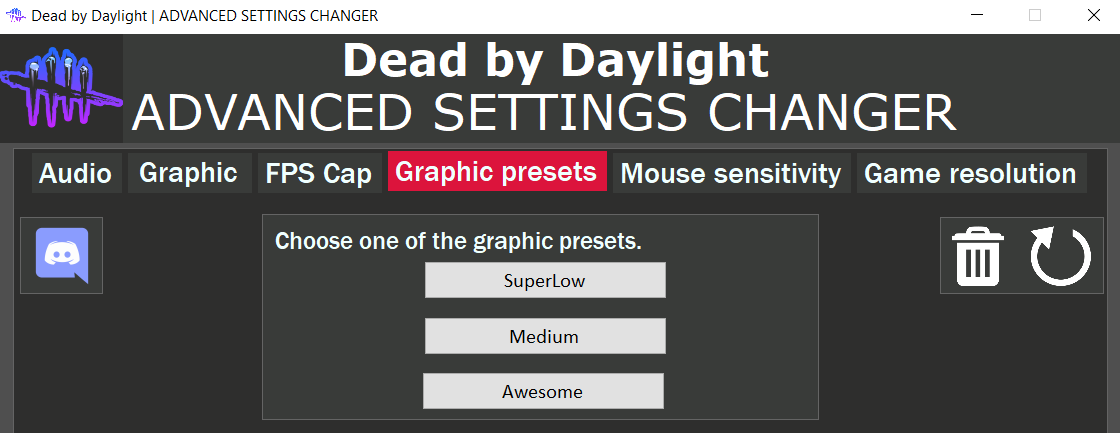 Dead by Daylight | ADVANCED SETTINGS CHANGER
Dead by Daylight
ADVANCED SETTINGS CHANGER
Audio Graphic FPS Cap Graphic presets Mouse sensitivity Game resolution
Choose one of the graphic presets.
SuperLow
Medium
Awesome